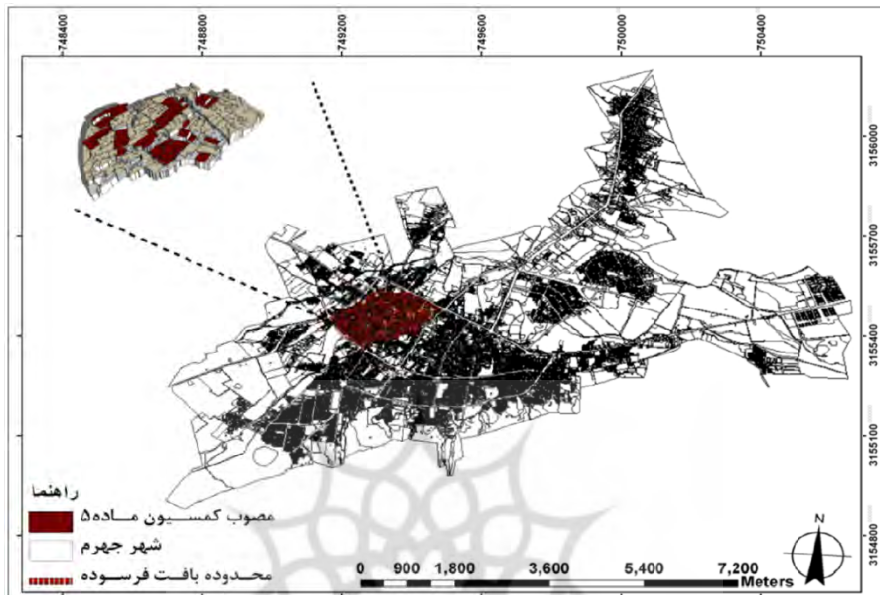 748400 748800 749200 749600 750000 750400
3156000
3155700
3155400
3155100
3154800
راهنما
مصوب کمسیون ماده۵
شهر جهرم
محدوده بافت فرسوده
N
0 900 1,800 3,600 5,400 7,200
Meters